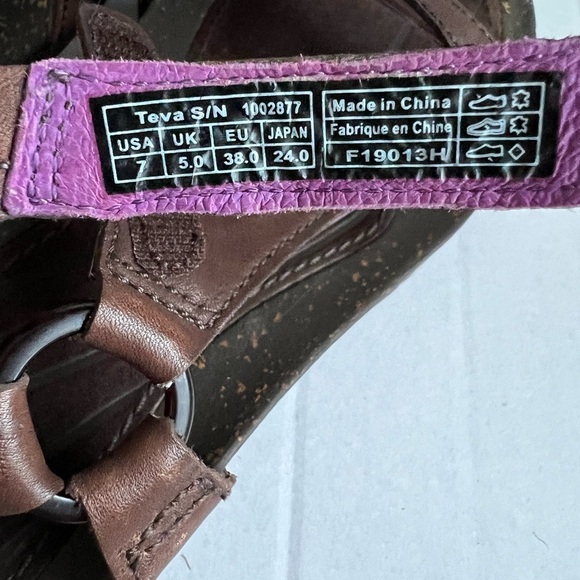 Teva S/N 1002877
USA UK EU JAPAN
7 5.0 38.0 24.0
Made in China
Fabrique en Chine
F19013H